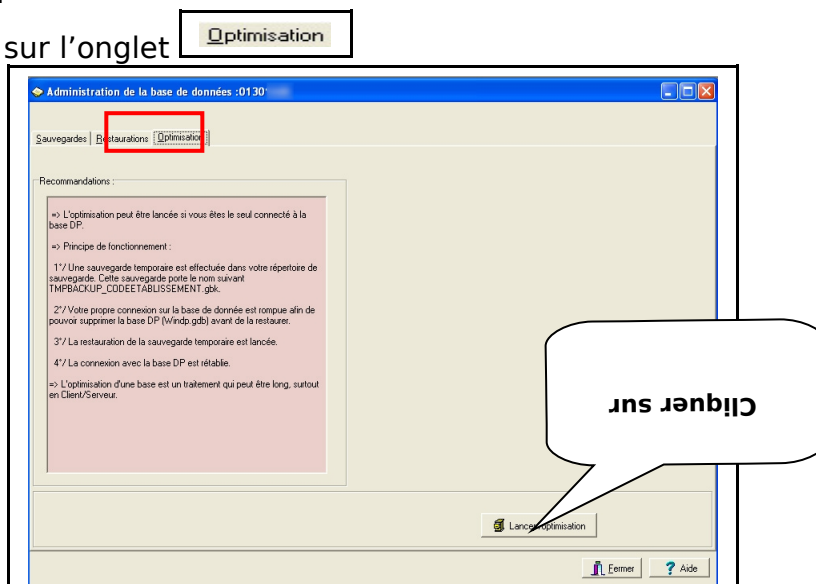 sur l'onglet Optimisation
Administration de la base de données :0130
Sauvegardes Restaurations Optimisation
Recommandations :
=> L'optimisation peut être lancée si vous êtes le seul connecté à la
base DP.
=> Principe de fonctionnement :
1°/ Une sauvegarde temporaire est effectuée dans votre répertoire de
sauvegarde. Cette sauvegarde porte le nom suivant
TMPBACKUP_CODEETABLISSEMENT.gbk.
2°/ Votre propre connexion sur la base de donnée est rompue afin de
pouvoir supprimer la base DP (Windp.gdb) avant de la restaurer.
3°/ La restauration de la sauvegarde temporaire est lancée.
4°/ La connexion avec la base DP est rétablie.
=> L'optimisation d'une base est un traitement qui peut être long, surtout
en Client/Serveur.
Cliquer sur
Lancer optimisation
Fermer ? Aide